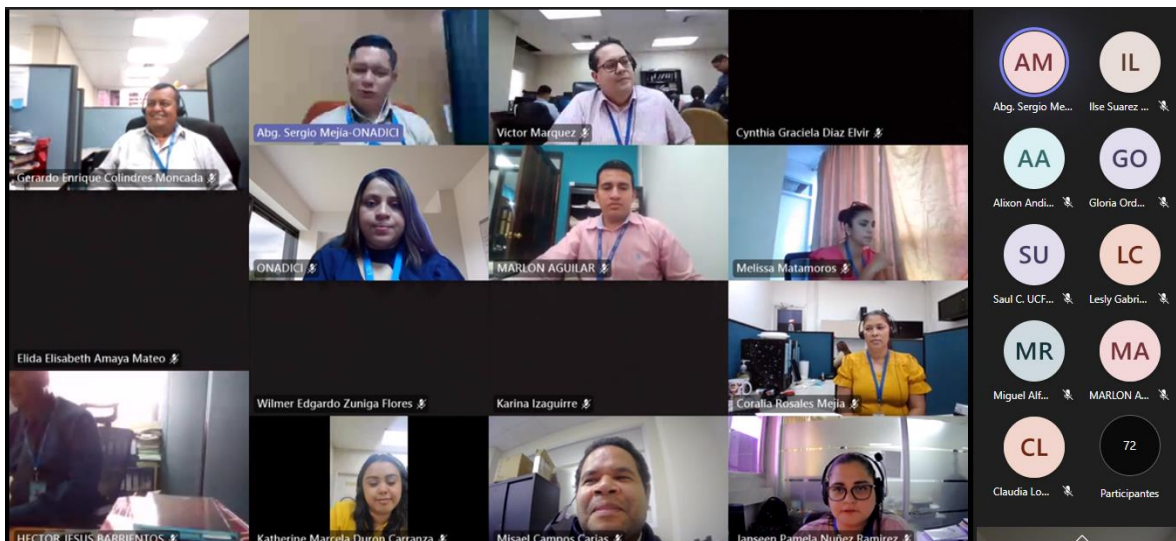 Gerardo Enrique Colindres Moncada
Abg. Sergio Mejía-ONADICI
Victor Marquez
Cynthia Graciela Diaz Elvir
ONADICI
MARLON AGUILAR
Melissa Matamoros
Elida Elisabeth Amaya Mateo
Wilmer Edgardo Zuniga Flores
Karina Izaguirre
Coralia Rosales Mejia
HECTOR JESUS BARRIENTOS
Katherine Marcela Duron Carranza
Misael Campos Carias
Janseen Pamela Nuñez Ramirez
AM
IL
Abg. Sergio Me...
Ilse Suarez ...
AA
GO
Alixon Andi...
Gloria Ord...
SU
LC
Saul C. UCF...
Lesly Gabri...
MR
MA
Miguel Alf...
MARLON A...
CL
72
Claudia Lo...
Participantes